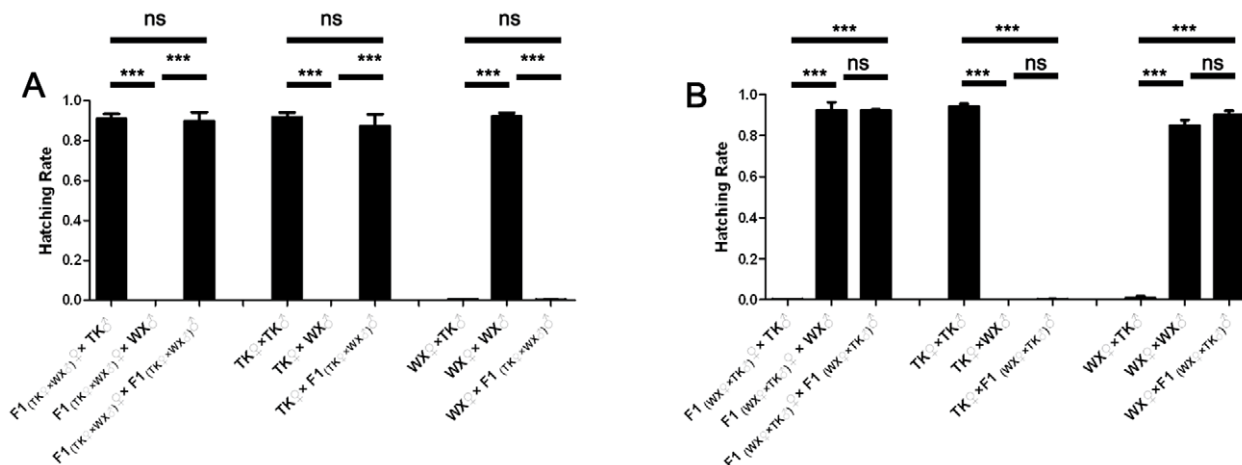 A
ns ns ns
*** *** *** *** *** ***
Hatching Rate
1.0
0.8
0.6
0.4
0.2
0.0
F1(TK♀×WX♂)♀× TK♂
F1(TK♀×WX♂)♀× WX♂
F1(TK♀×WX♂)♀× F1(TK♀×WX♂)♂
TK♀×TK♂
TK♀× WX♂
TK♀× F1(TK♀×WX♂)♂
WX♀×TK♂
WX♀× WX♂
WX♀× F1(TK♀×WX♂)♂
B
*** *** ***
*** ns *** ns *** ns
Hatching Rate
1.0
0.8
0.6
0.4
0.2
0.0
F1 (WX♀×TK♂)♀× TK♂
F1 (WX♀×TK♂)♀× WX♂
F1 (WX♀×TK♂)♀× F1 (WX♀×TK♂)♂
TK♀×TK♂
TK♀×WX♂
TK♀×F1 (WX♀×TK♂)♂
WX♀×TK♂
WX♀×WX♂
WX♀×F1 (WX♀×TK♂)♂